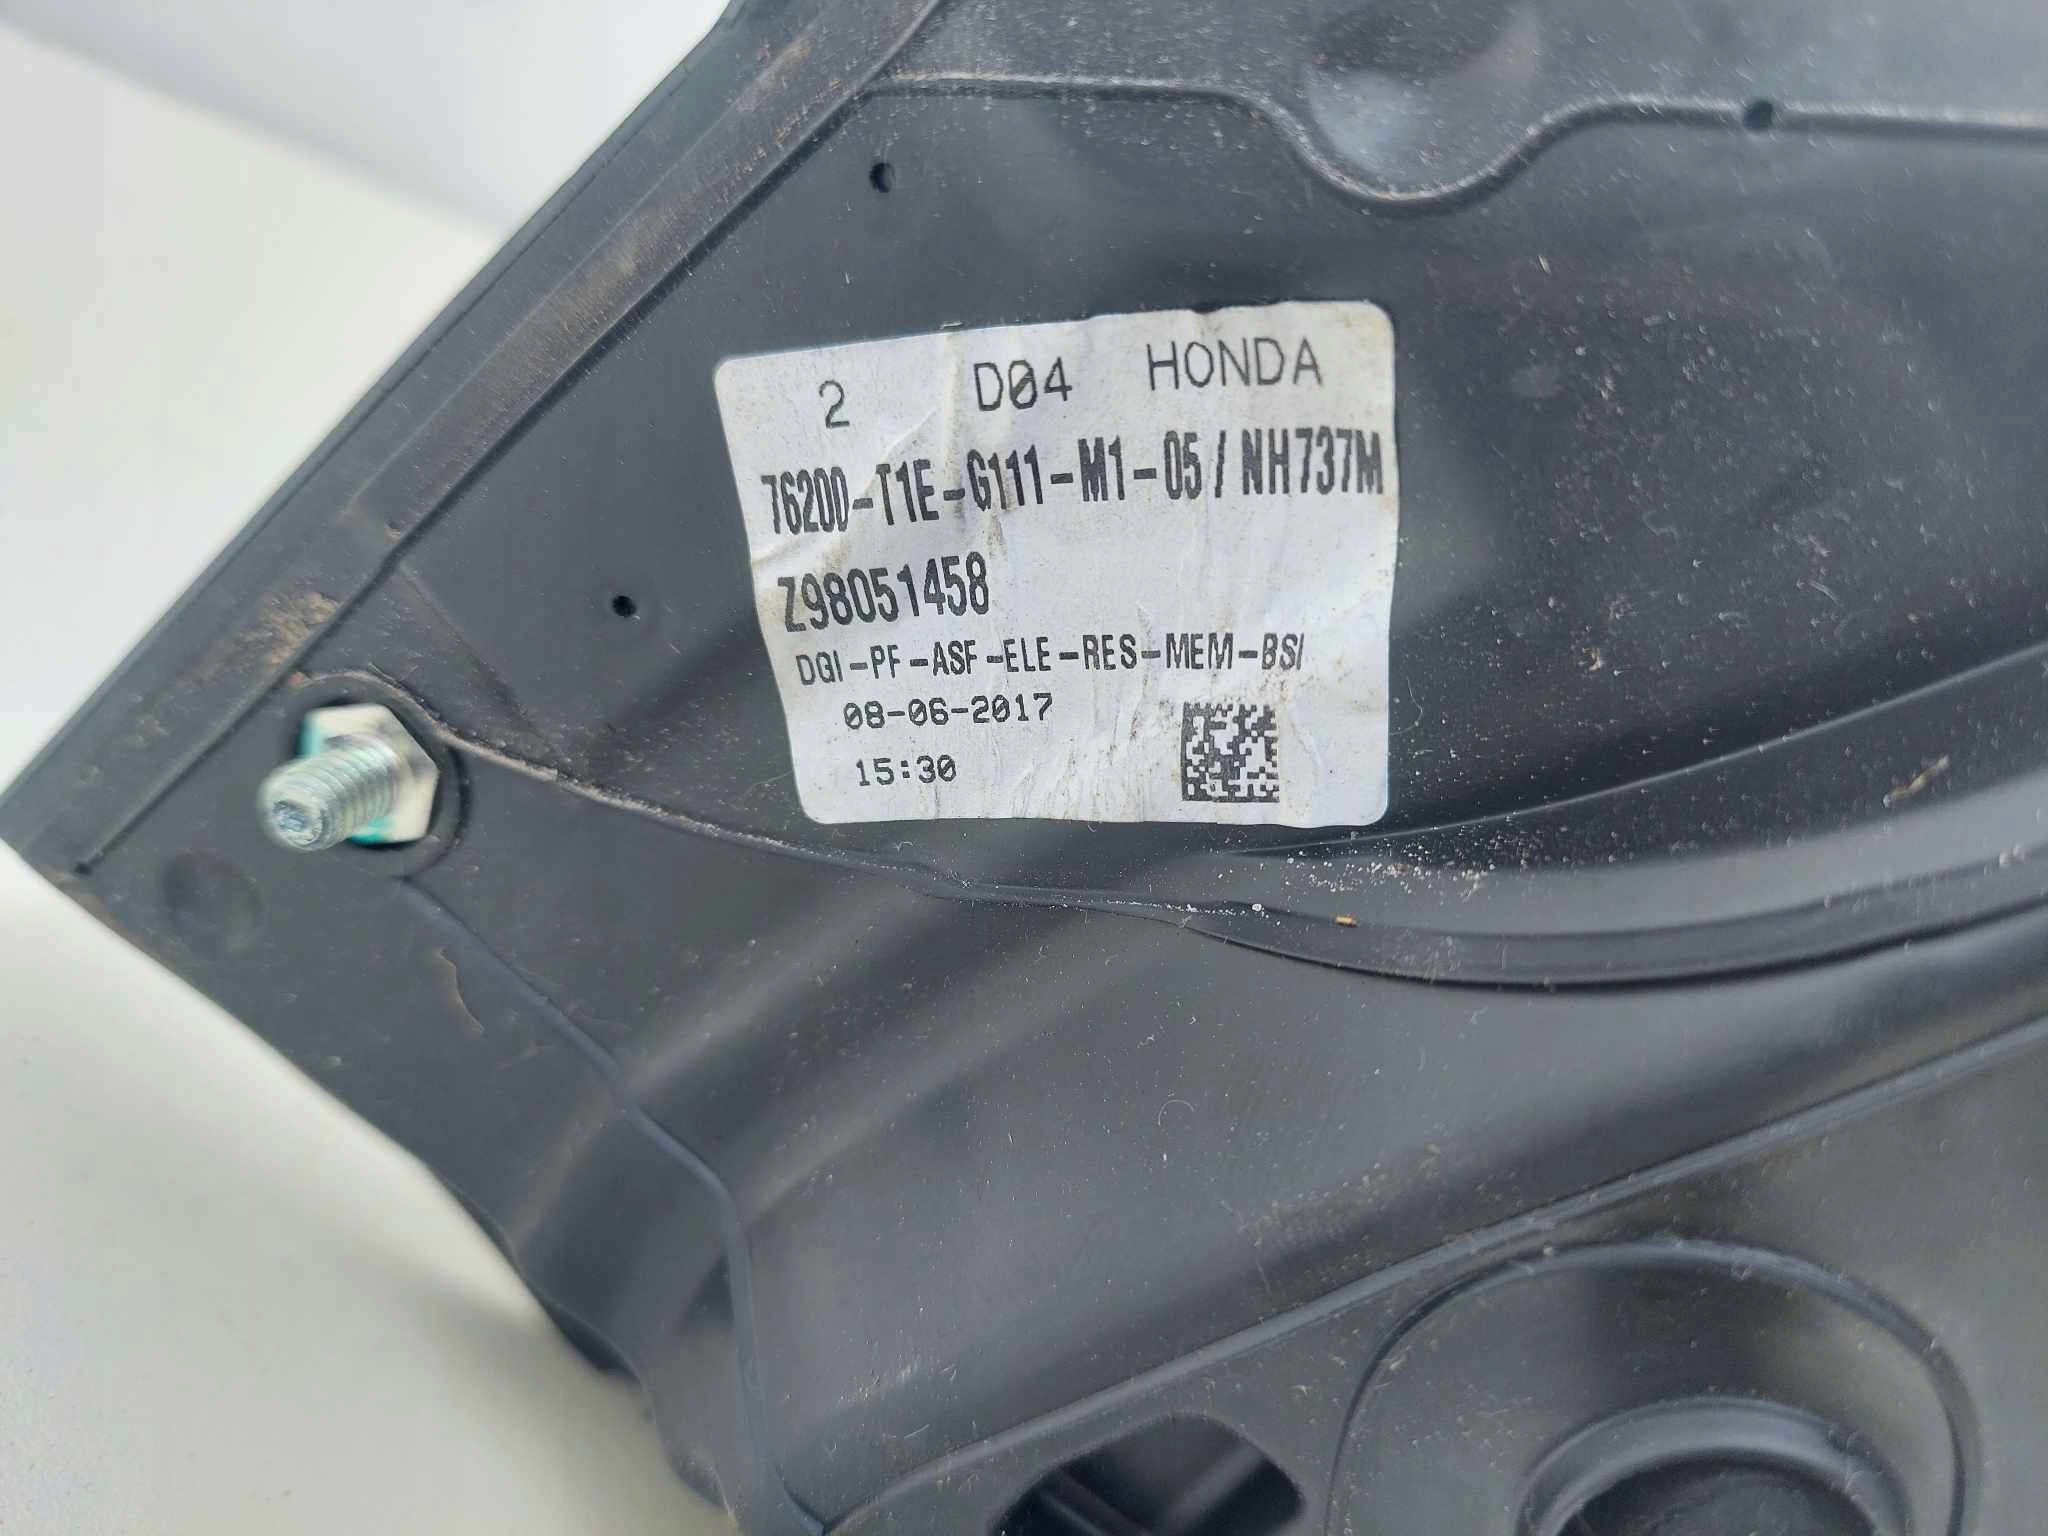 2 D04 HONDA
76200-T1E-G111-M1-05/NH737M
Z98051458
DGI-PF-ASF-ELE-RES-MEM-BSI
08-06-2017
15:30